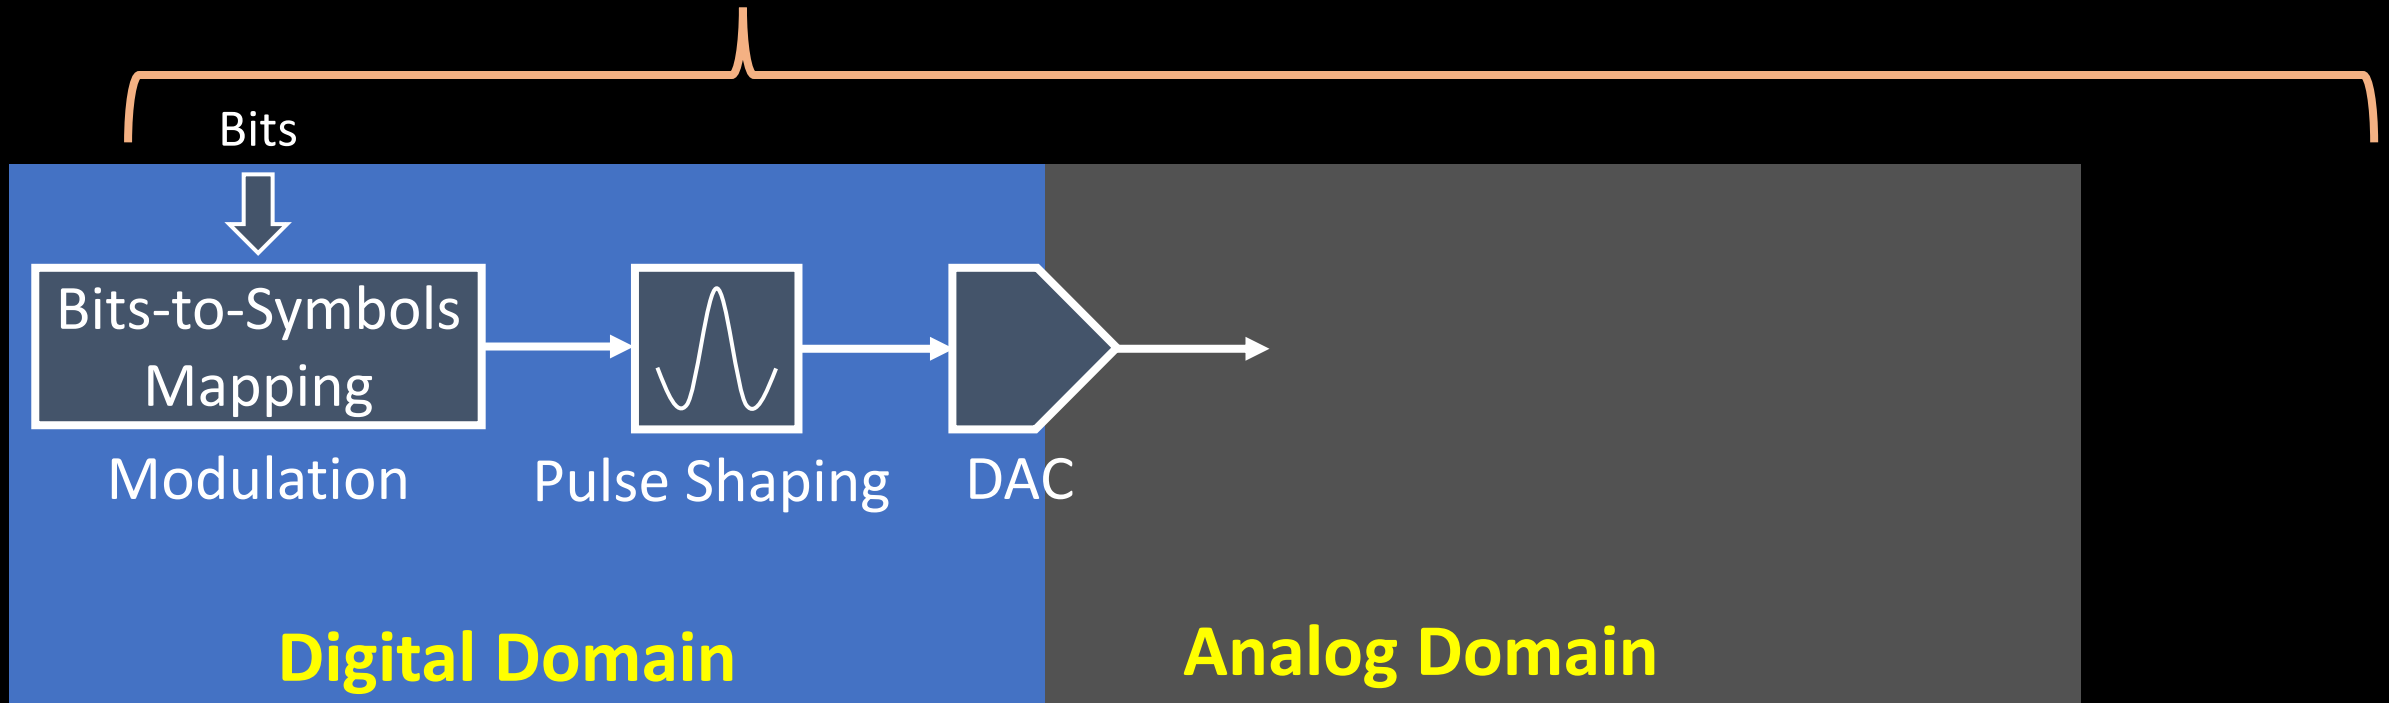 Bits
Bits-to-Symbols
Mapping
Modulation
Pulse Shaping
DAC
Digital Domain
Analog Domain